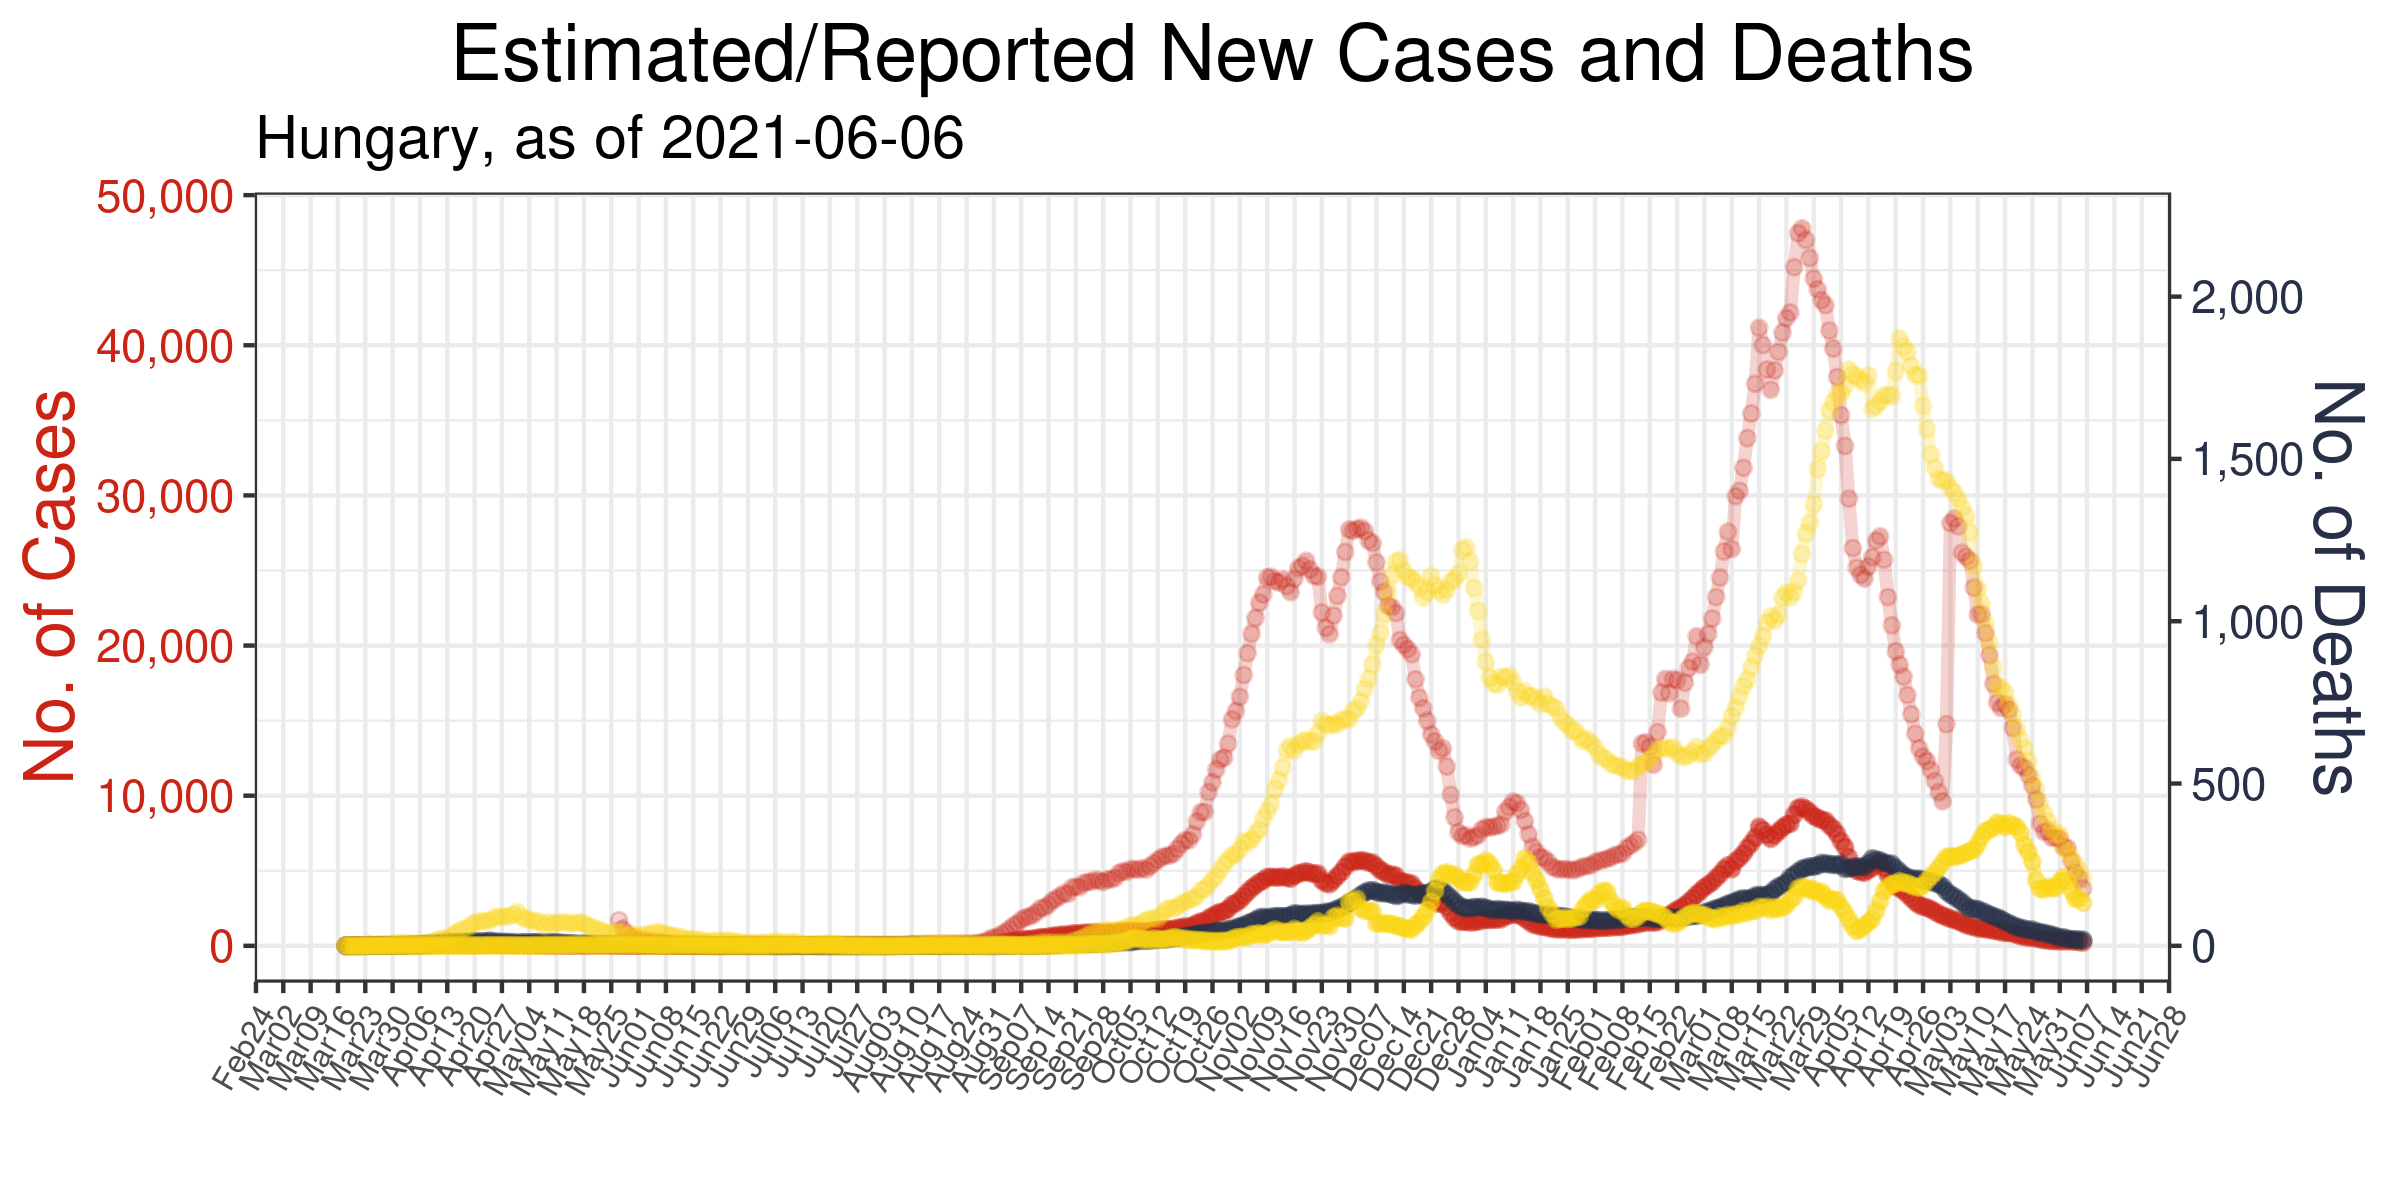 Estimated/Reported New Cases and Deaths
Hungary, as of 2021-06-06
No. of Cases
50,000
40,000
30,000
20,000
10,000
0
No. of Deaths
2,000
1,500
1,000
500
0
Feb24
Mar02
Mar09
Mar16
Mar23
Mar30
Apr06
Apr13
Apr20
Apr27
May04
May11
May18
May25
Jun01
Jun08
Jun15
Jun22
Jun29
Jul06
Jul13
Jul20
Jul27
Aug03
Aug10
Aug17
Aug24
Aug31
Sep07
Sep14
Sep21
Sep28
Oct05
Oct12
Oct19
Oct26
Nov02
Nov09
Nov16
Nov23
Nov30
Dec07
Dec14
Dec21
Dec28
Jan04
Jan11
Jan18
Jan25
Feb01
Feb08
Feb15
Feb22
Mar01
Mar08
Mar15
Mar22
Mar29
Apr05
Apr12
Apr19
Apr26
May03
May10
May17
May24
May31
Jun07
Jun14
Jun21
Jun28